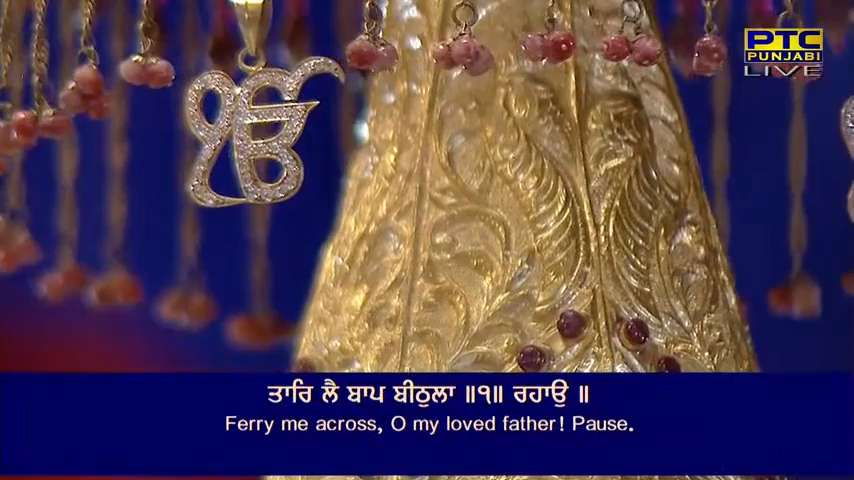 PTC
PUNJABI
LIVE
ੴ
ਤਾਰਿ ਲੈ ਬਾਪ ਬੀਠੁਲਾ ॥੧॥ ਰਹਾਉ ॥
Ferry me across, O my loved father! Pause.